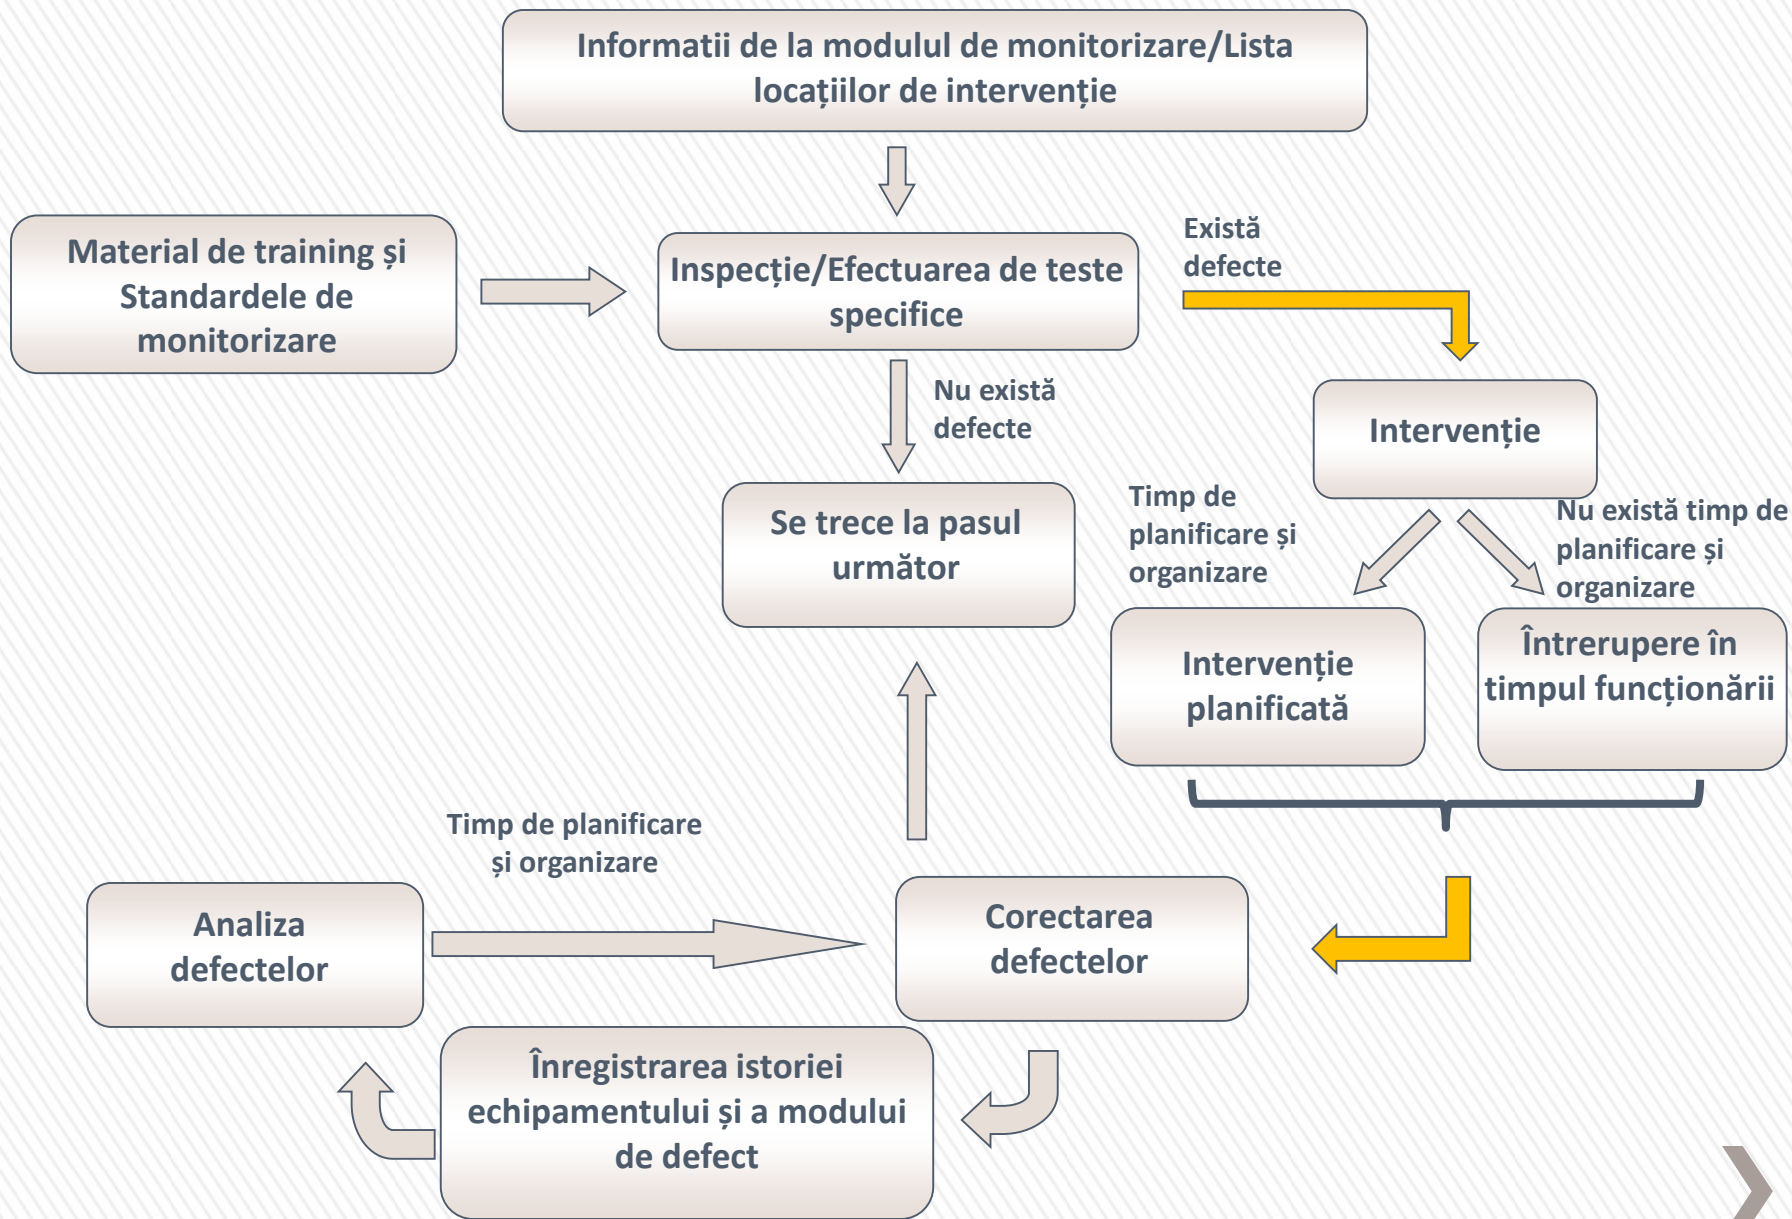 Informatii de la modulul de monitorizare/Lista
locațiilor de intervenție
Material de training și
Standardele de
monitorizare
Inspecție/Efectuarea de teste
specifice
Există
defecte
Nu există
defecte
Intervenție
Se trece la pasul
următor
Timp de
planificare și
organizare
Nu există timp de
planificare și
organizare
Intervenție
planificată
Întrerupere în
timpul funcționării
Timp de planificare
și organizare
Analiza
defectelor
Corectarea
defectelor
Înregistrarea istoriei
echipamentului și a modului
de defect